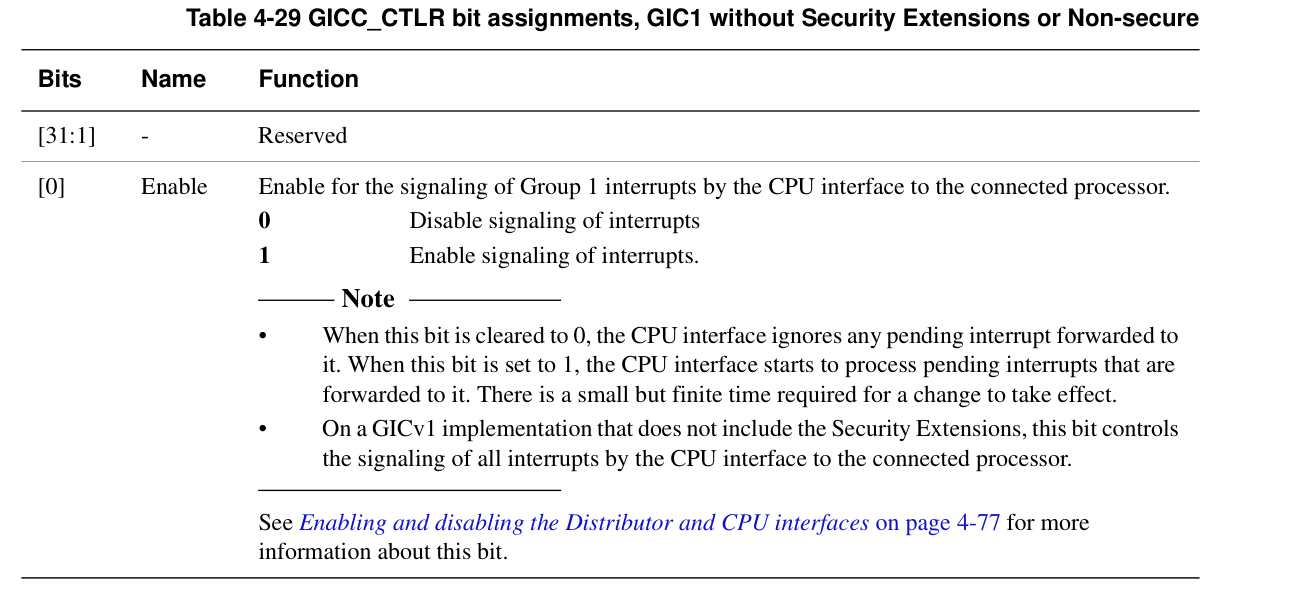 Table 4-29 GICC_CTLR bit assignments, GIC1 without Security Extensions or Non-secure
Bits Name Function
[31:1] - Reserved
[0] Enable Enable for the signaling of Group 1 interrupts by the CPU interface to the connected processor.
0 Disable signaling of interrupts
1 Enable signaling of interrupts.
Note
• When this bit is cleared to 0, the CPU interface ignores any pending interrupt forwarded to
it. When this bit is set to 1, the CPU interface starts to process pending interrupts that are
forwarded to it. There is a small but finite time required for a change to take effect.
• On a GICv1 implementation that does not include the Security Extensions, this bit controls
the signaling of all interrupts by the CPU interface to the connected processor.
See Enabling and disabling the Distributor and CPU interfaces on page 4-77 for more
information about this bit.